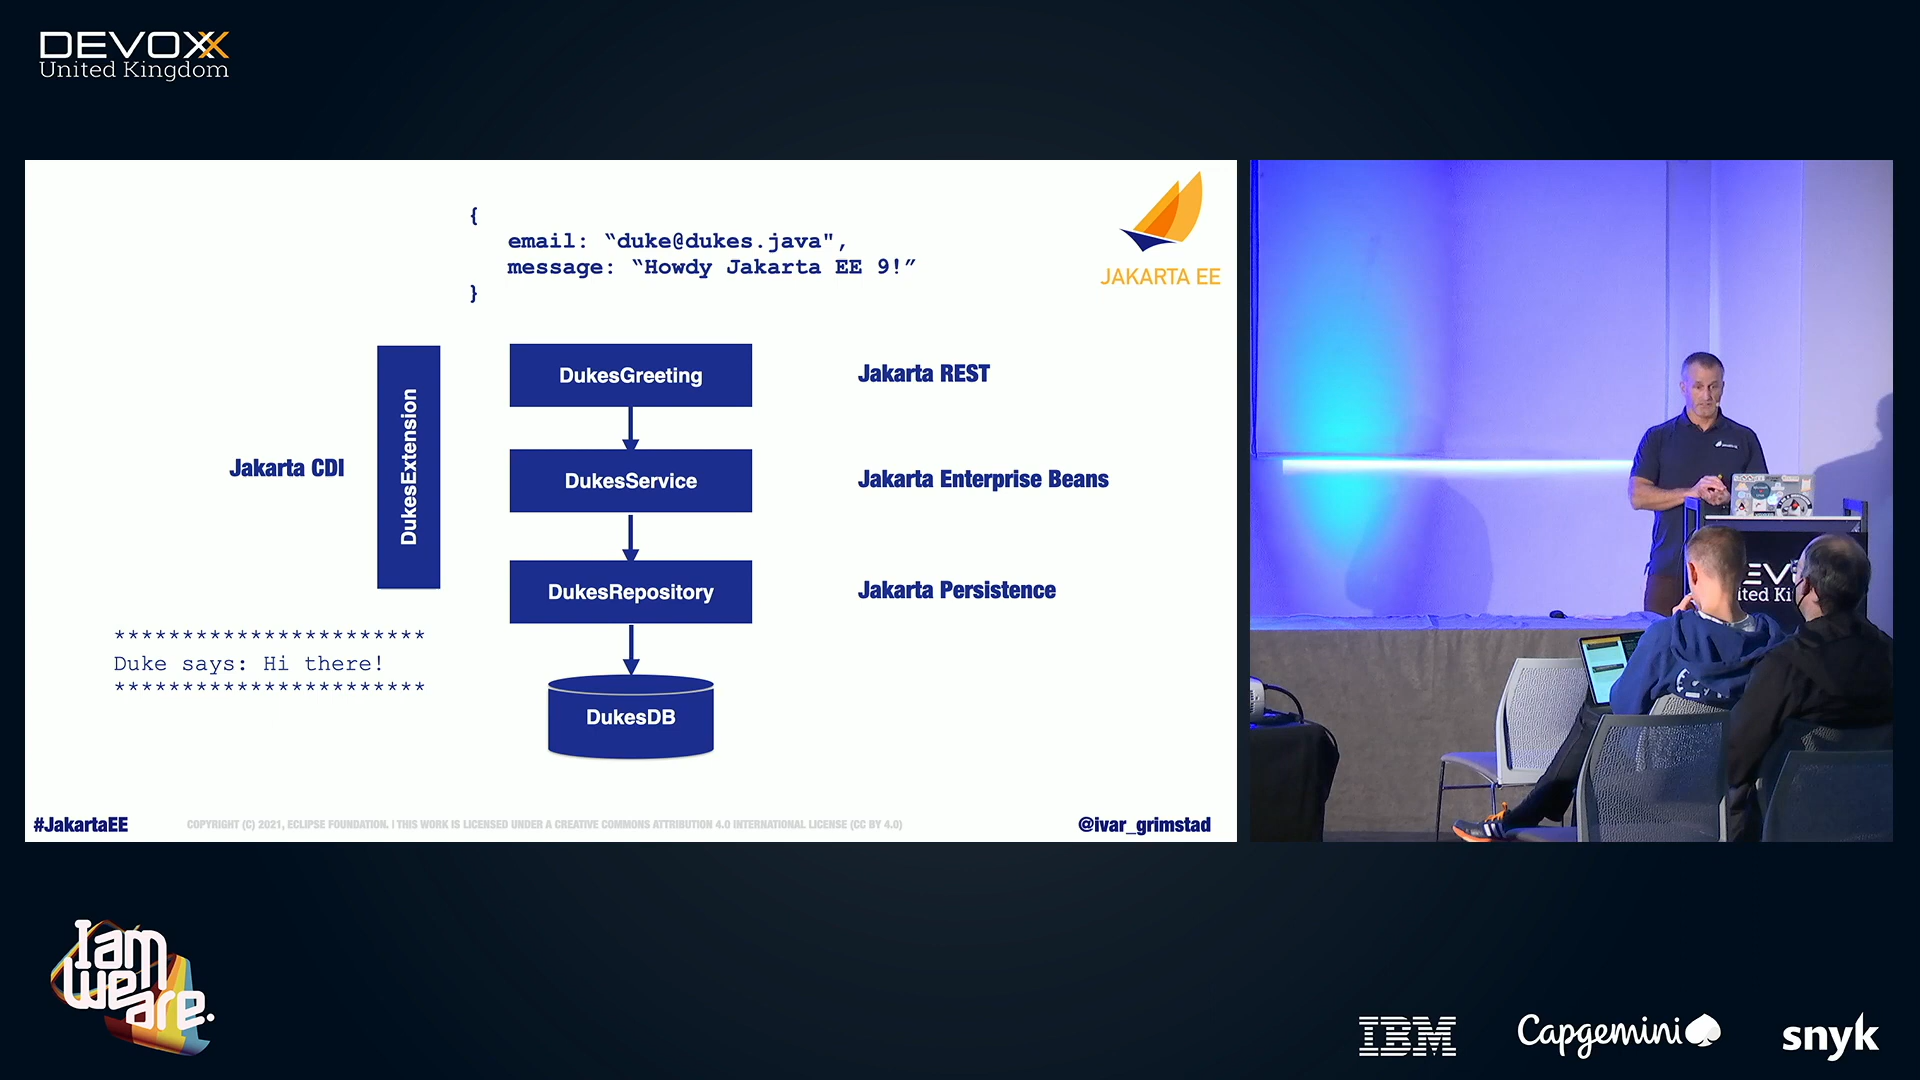 DEVOXX
United Kingdom
{
email: “duke@dukes.java",
message: “Howdy Jakarta EE 9!”
}
JAKARTA EE
DukesGreeting
Jakarta REST
Jakarta CDI
DukesExtension
DukesService
Jakarta Enterprise Beans
DukesRepository
Jakarta Persistence
***********************
Duke says: Hi there!
***********************
DukesDB
#JakartaEE
COPYRIGHT (C) 2021, ECLIPSE FOUNDATION. | THIS WORK IS LICENSED UNDER A CREATIVE COMMONS ATTRIBUTION 4.0 INTERNATIONAL LICENSE (CC BY 4.0)
@ivar_grimstad
I am
we
are.
IBM
Capgemini
snyk